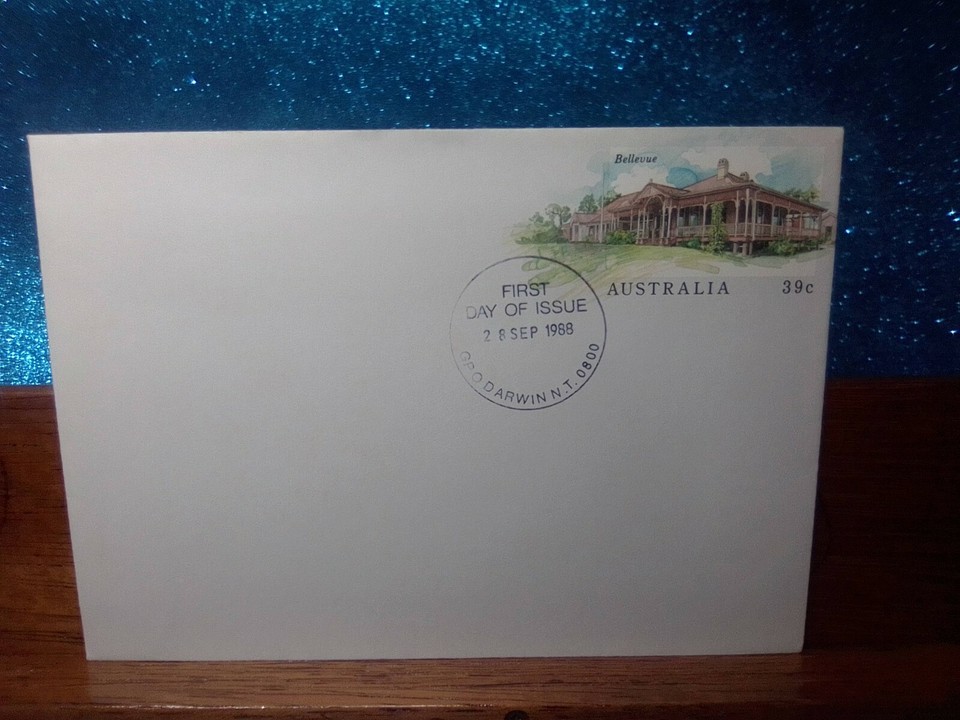 Bellevue
AUSTRALIA 39c
FIRST
DAY OF ISSUE
28 SEP 1988
GPO DARWIN N.T. 0800